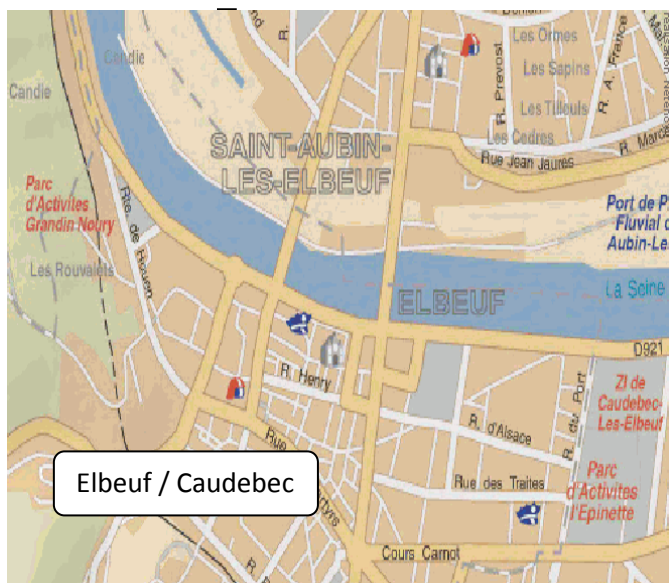 Les Ormes
Candie
Candie
Les Sapins
R. Prevost
R. A. France
Les Tilleuls
Les Cedres
SAINT-AUBIN-
LES-ELBEUF
Rue Jean Jaures
Parc
d'Activites
Grandin Noury
Rte. de Rouen
Port de P
Fluvial d
Aubin-Les
Les Rouvalets
La Seine
ELBEUF
D921
R. Henry
ZI de
Caudebec-
Les-Elbeuf
R. d'Alsace
R. du Port
Rue
Elbeuf / Caudebec
Rue des Traites
Parc
d'Activites
l'Epinette
Cours Carnot
R.